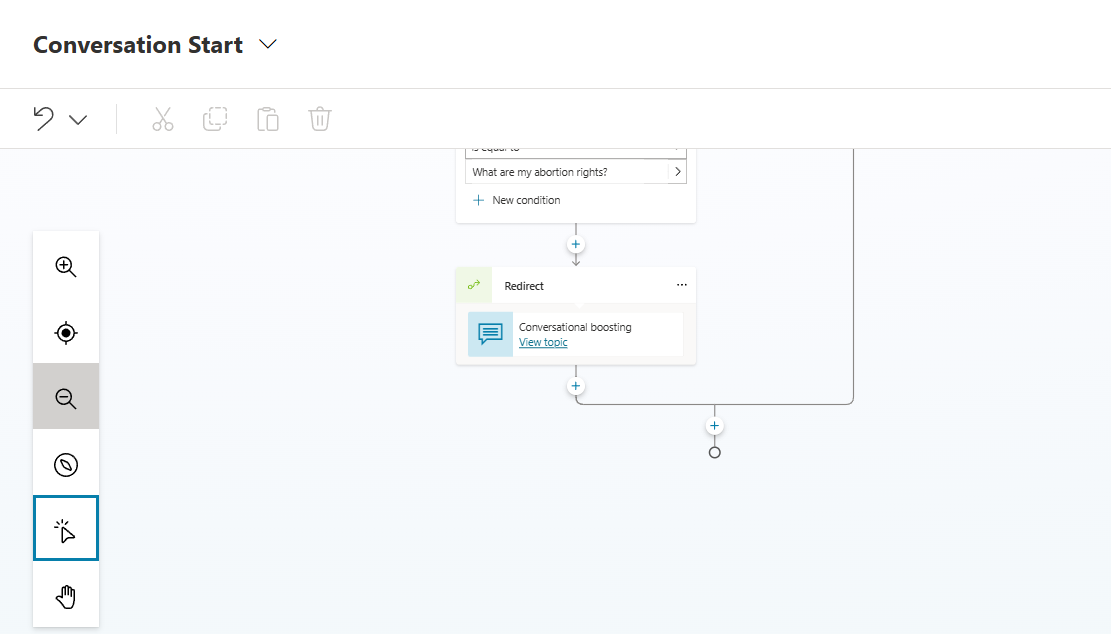 Conversation Start
is equal to
What are my abortion rights?
New condition
Redirect
Conversational boosting
View topic